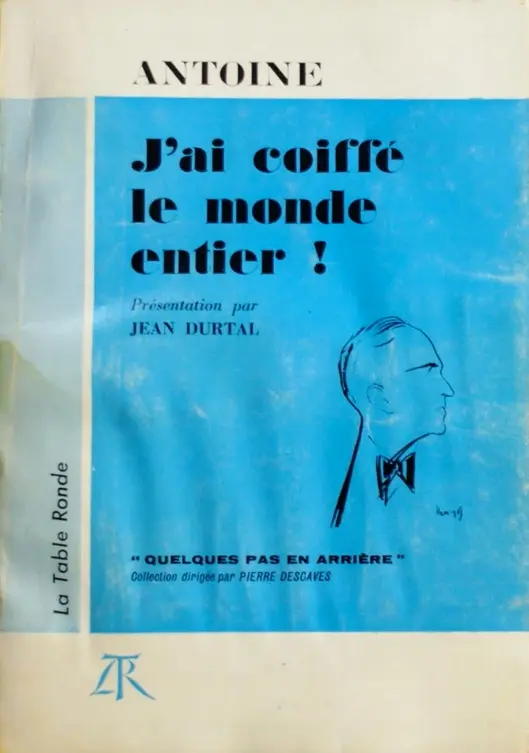 ANTOINE
J'ai coiffé
le monde
entier !
Présentation par
JEAN DURTAL
"QUELQUES PAS EN ARRIÈRE"
Collection dirigée par PIERRE DESCAVES
La Table Ronde
TR